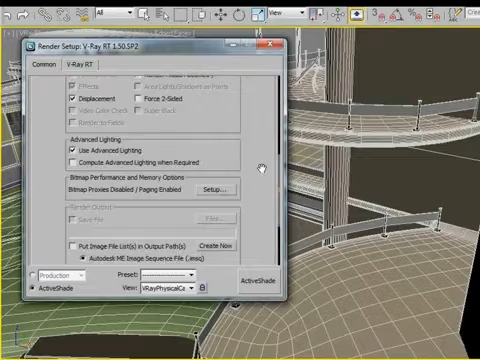 All
View
Create Selection Se
Render Setup: V-Ray RT 1.50.SP2
Common
V-Ray RT
Effects
Area Lights/Shadows as Points
Displacement
Force 2-Sided
Video Color Check
Super Black
Render to Fields
Advanced Lighting
Use Advanced Lighting
Compute Advanced Lighting when Required
Bitmap Performance and Memory Options
Bitmap Proxies Disabled / Paging Enabled
Setup...
Render Output
Save File
Files...
Put Image File List(s) in Output Path(s)
Create Now
Autodesk ME Image Sequence File (.imsq)
Production
Preset:
ActiveShade
View:
VRayPhysicalCa
ActiveShade